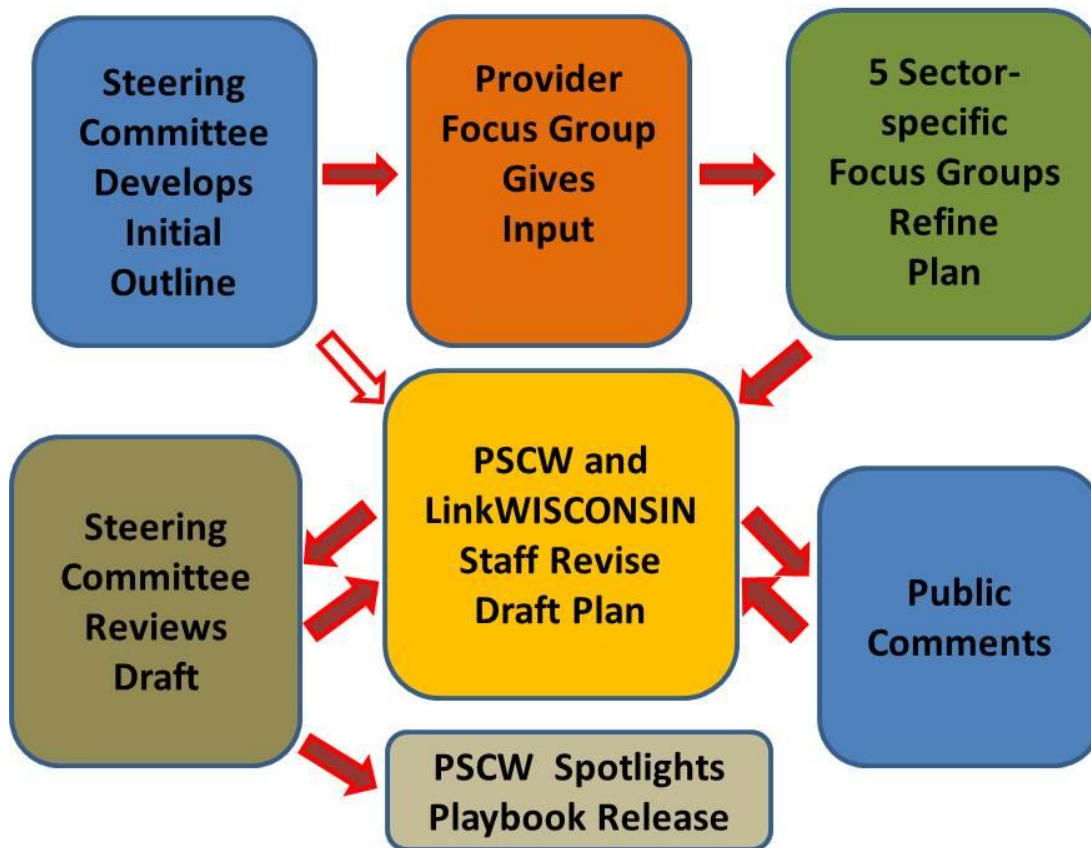 Steering
Committee
Develops
Initial
Outline
Provider
Focus Group
Gives
Input
5 Sector-
specific
Focus Groups
Refine
Plan
PSCW and
LinkWISCONSIN
Staff Revise
Draft Plan
Steering
Committee
Reviews
Draft
Public
Comments
PSCW Spotlights
Playbook Release